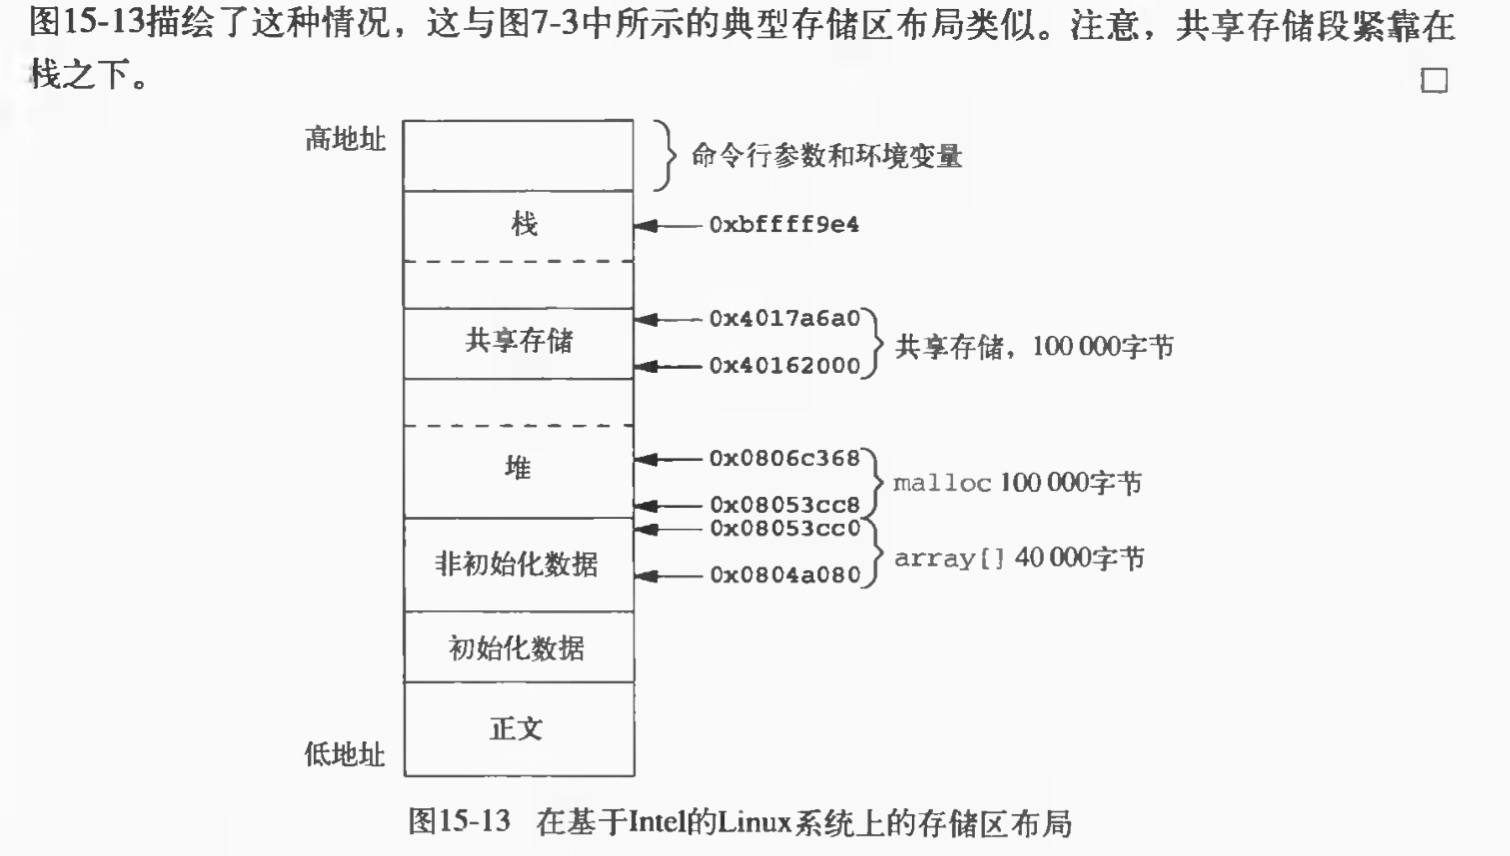 图15-13描绘了这种情况，这与图7-3中所示的典型存储区布局类似。注意，共享存储段紧靠在
栈之下。
高地址
命令行参数和环境变量
栈
0xbffff9e4
0x4017a6a0
共享存储
共享存储，100 000字节
0x40162000
堆
0x0806c368
malloc 100 000字节
0x08053cc8
0x08053cc0
非初始化数据
array[] 40 000字节
0x0804a080
初始化数据
正文
低地址
图15-13 在基于Intel的Linux系统上的存储区布局